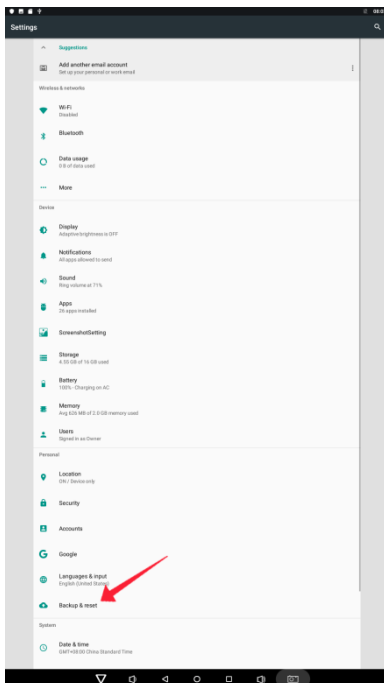 08:0
Settings
Suggestions
Add another email account
Set up your personal or work email
Wireless & networks
Wi-Fi
Disabled
Bluetooth
Data usage
0 B of data used
More
Device
Display
Adaptive brightness is OFF
Notifications
All apps allowed to send
Sound
Ring volume at 71%
Apps
26 apps installed
ScreenshotSetting
Storage
4.35 GB of 16 GB used
Battery
100% - Charging on AC
Memory
Avg 626 MB of 2.0 GB memory used
Users
Signed in as Owner
Personal
Location
ON / Device only
Security
Accounts
Google
Languages & input
English (United States)
Backup & reset
System
Date & time
GMT+08:00 China Standard Time